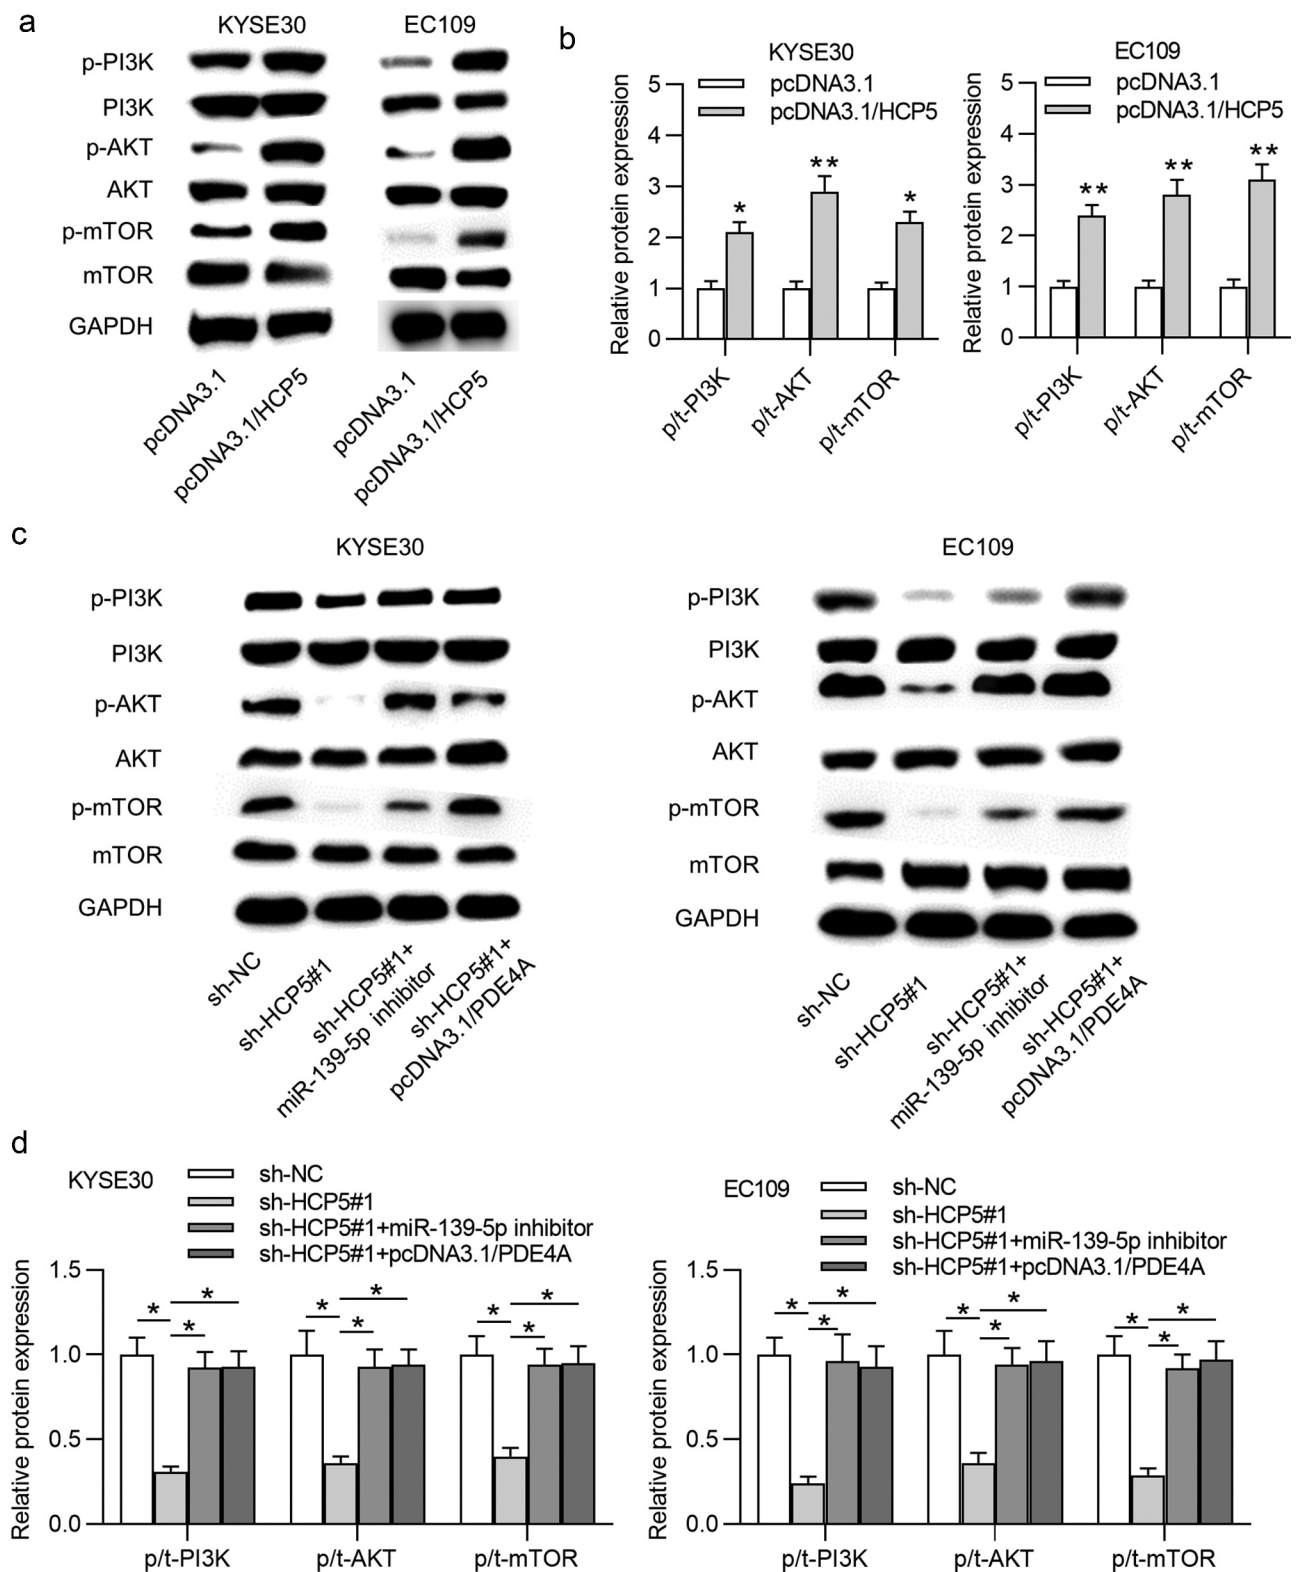 a
KYSE30
EC109
p-PI3K
PI3K
p-AKT
AKT
p-mTOR
mTOR
GAPDH
pcDNA3.1
pcDNA3.1/HCP5
pcDNA3.1
pcDNA3.1/HCP5
b
KYSE30
pcDNA3.1
pcDNA3.1/HCP5
Relative protein expression
5
4
3
2
1
0
*
**
*
p/t-PI3K
p/t-AKT
p/t-mTOR
EC109
pcDNA3.1
pcDNA3.1/HCP5
Relative protein expression
5
4
3
2
1
0
**
**
**
p/t-PI3K
p/t-AKT
p/t-mTOR
c
KYSE30
p-PI3K
PI3K
p-AKT
AKT
p-mTOR
mTOR
GAPDH
sh-NC
sh-HCP5#1
sh-HCP5#1+
miR-139-5p inhibitor
sh-HCP5#1+
pcDNA3.1/PDE4A
EC109
p-PI3K
PI3K
p-AKT
AKT
p-mTOR
mTOR
GAPDH
sh-NC
sh-HCP5#1
sh-HCP5#1+
miR-139-5p inhibitor
sh-HCP5#1+
pcDNA3.1/PDE4A
d
KYSE30
sh-NC
sh-HCP5#1
sh-HCP5#1+miR-139-5p inhibitor
sh-HCP5#1+pcDNA3.1/PDE4A
Relative protein expression
1.5
1.0
0.5
0.0
* * *
* * *
* * *
p/t-PI3K
p/t-AKT
p/t-mTOR
EC109
sh-NC
sh-HCP5#1
sh-HCP5#1+miR-139-5p inhibitor
sh-HCP5#1+pcDNA3.1/PDE4A
Relative protein expression
1.5
1.0
0.5
0.0
* * *
* * *
* * *
p/t-PI3K
p/t-AKT
p/t-mTOR